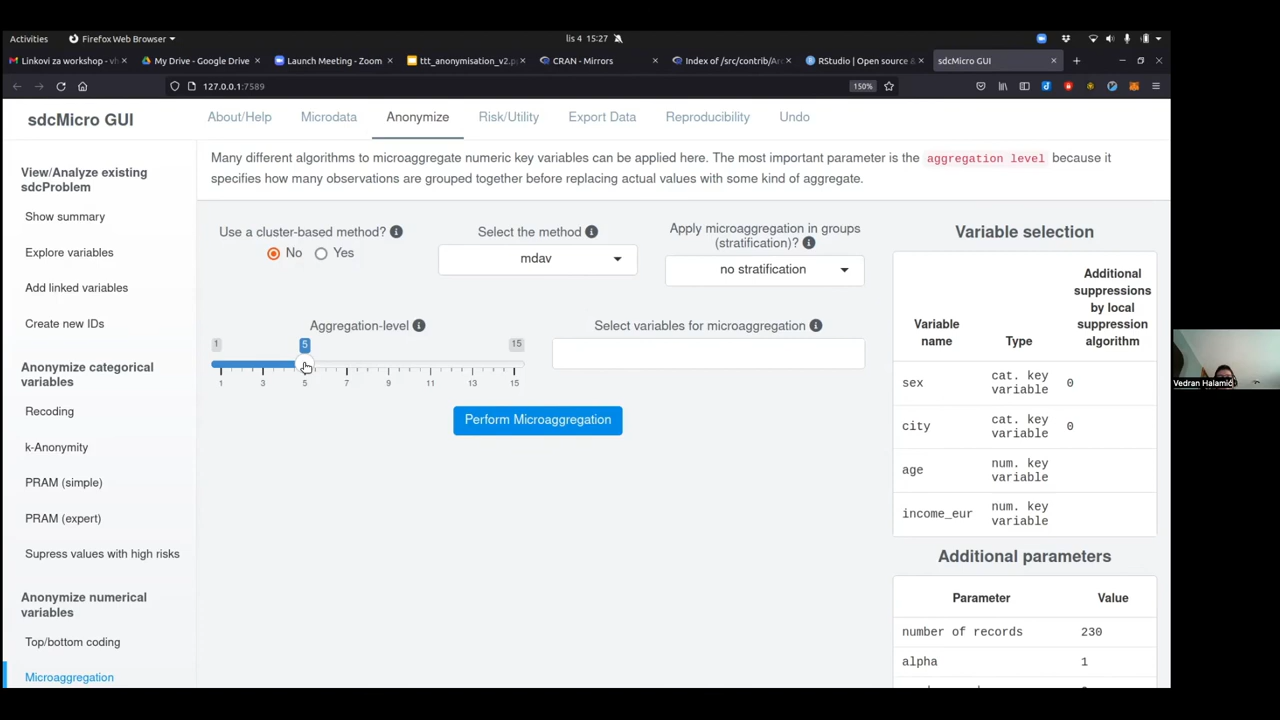 Activities
Firefox Web Browser
lis 4 15:27
Linkovi za workshop - vh
My Drive - Google Drive
Launch Meeting - Zoom
ttt_anonymisation_v2.p
CRAN - Mirrors
Index of /src/contrib/Ar
RStudio | Open source &
sdcMicro GUI
127.0.0.1:7589
150%
sdcMicro GUI
About/Help
Microdata
Anonymize
Risk/Utility
Export Data
Reproducibility
Undo
View/Analyze existing
sdcProblem
Show summary
Explore variables
Add linked variables
Create new IDs
Anonymize categorical
variables
Recoding
k-Anonymity
PRAM (simple)
PRAM (expert)
Supress values with high risks
Anonymize numerical
variables
Top/bottom coding
Microaggregation
Many different algorithms to microaggregate numeric key variables can be applied here. The most important parameter is the aggregation level because it
specifies how many observations are grouped together before replacing actual values with some kind of aggregate.
Use a cluster-based method?
No
Yes
Select the method
mdav
Apply microaggregation in groups
(stratification)?
no stratification
Aggregation-level
1
5
15
1 3 5 7 9 11 13 15
Select variables for microaggregation
Perform Microaggregation
Variable selection
Variable
name
Type
Additional
suppressions
by local
suppression
algorithm
sex
cat. key
variable
0
city
cat. key
variable
0
age
num. key
variable
income_eur
num. key
variable
Additional parameters
Parameter
Value
number of records
230
alpha
1
Vedran Halamić